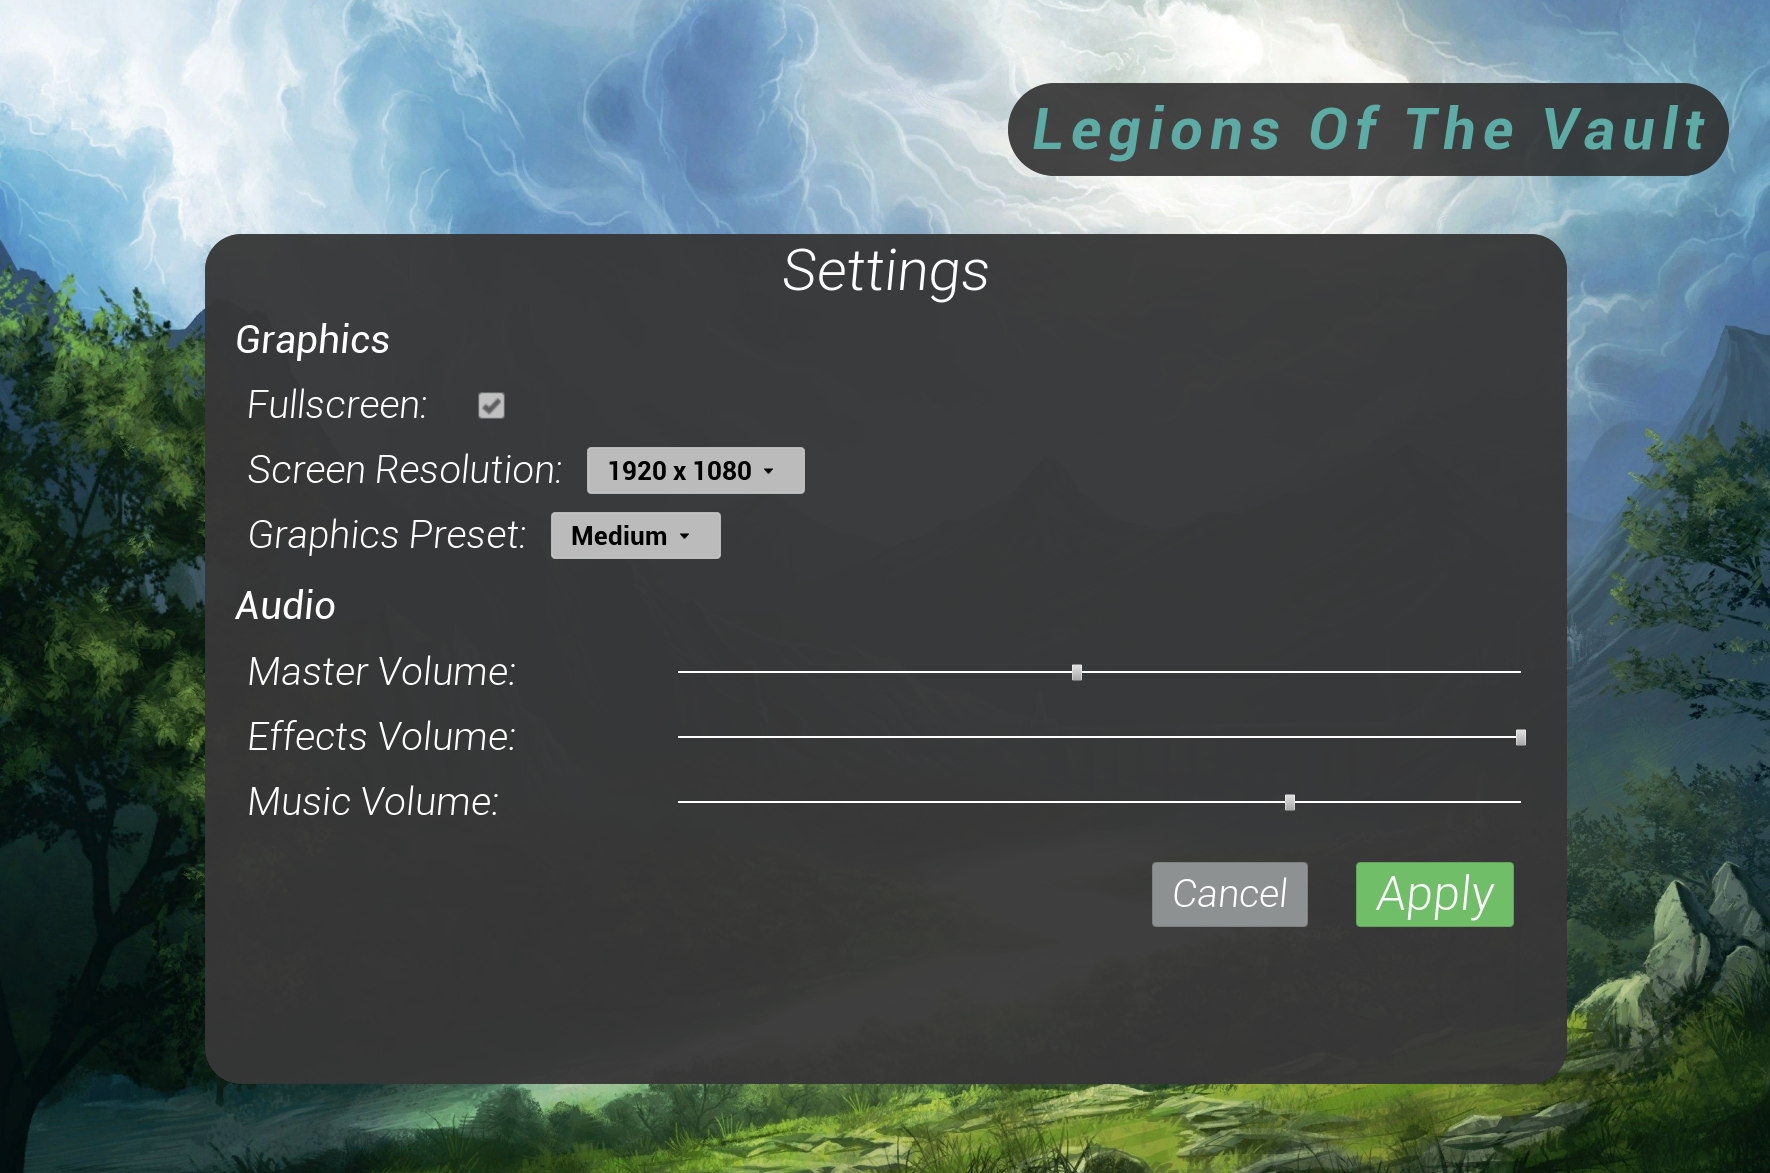 Legions Of The Vault
Settings
Graphics
Fullscreen:
Screen Resolution: 1920 x 1080
Graphics Preset: Medium
Audio
Master Volume:
Effects Volume:
Music Volume:
Cancel Apply